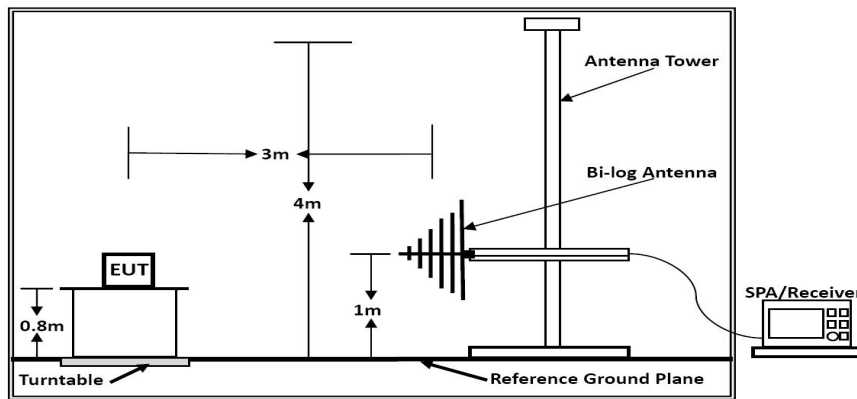 Antenna Tower
3m
Bi-log Antenna
4m
EUT
SPA/Receiver
0.8m
1m
Turntable
Reference Ground Plane